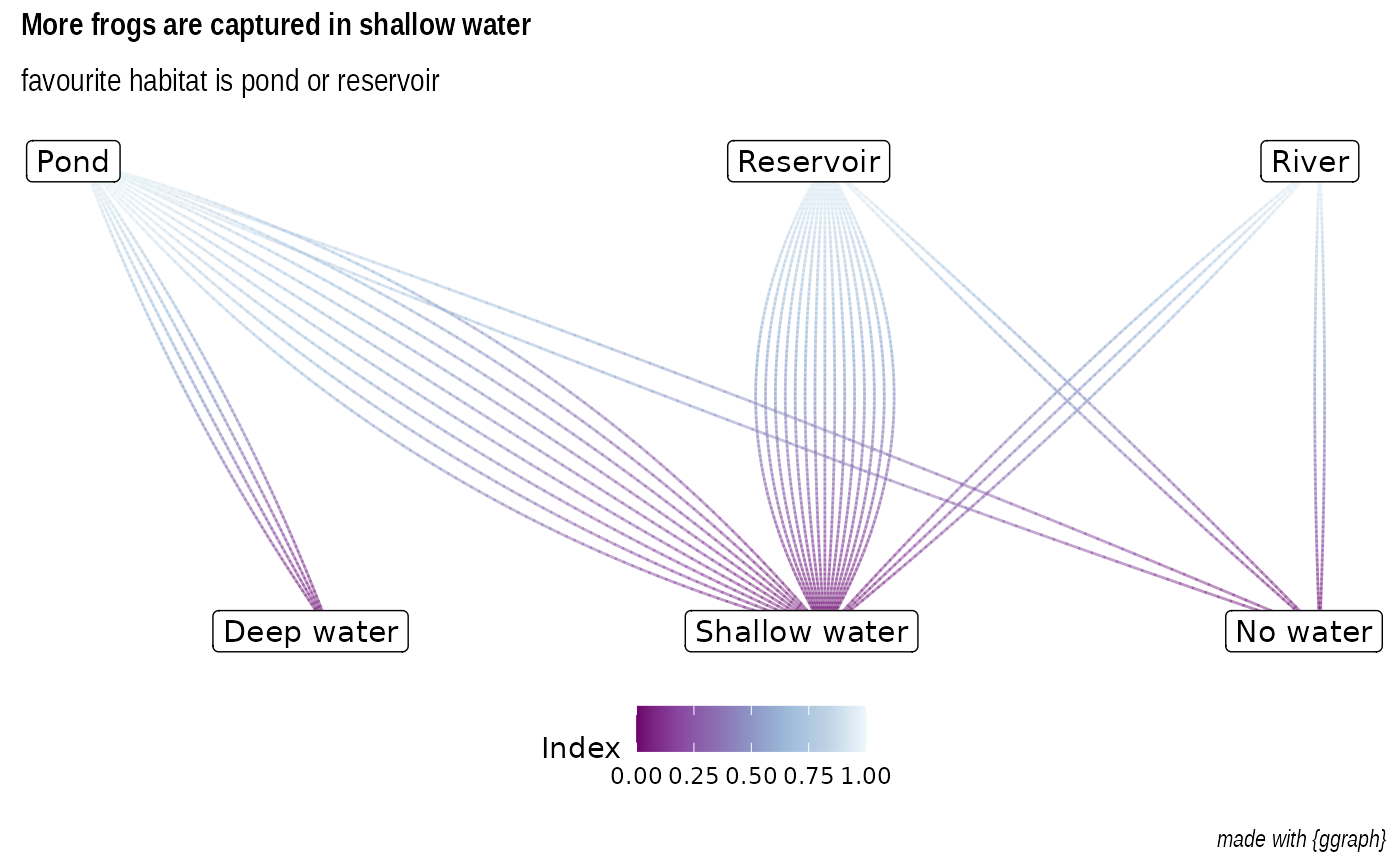 More frogs are captured in shallow water
favourite habitat is pond or reservoir
Pond Reservoir River
Deep water Shallow water No water
Index
0.00 0.25 0.50 0.75 1.00
made with {ggraph}